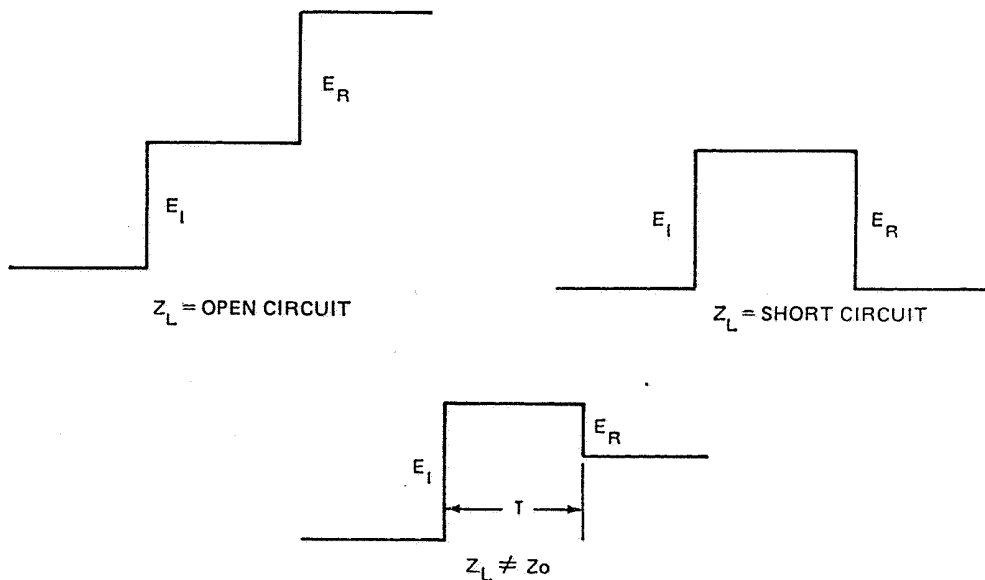 E_R
E_I
Z_L = OPEN CIRCUIT
E_I
E_R
Z_L = SHORT CIRCUIT
E_R
E_I
T
Z_L ≠ Zo